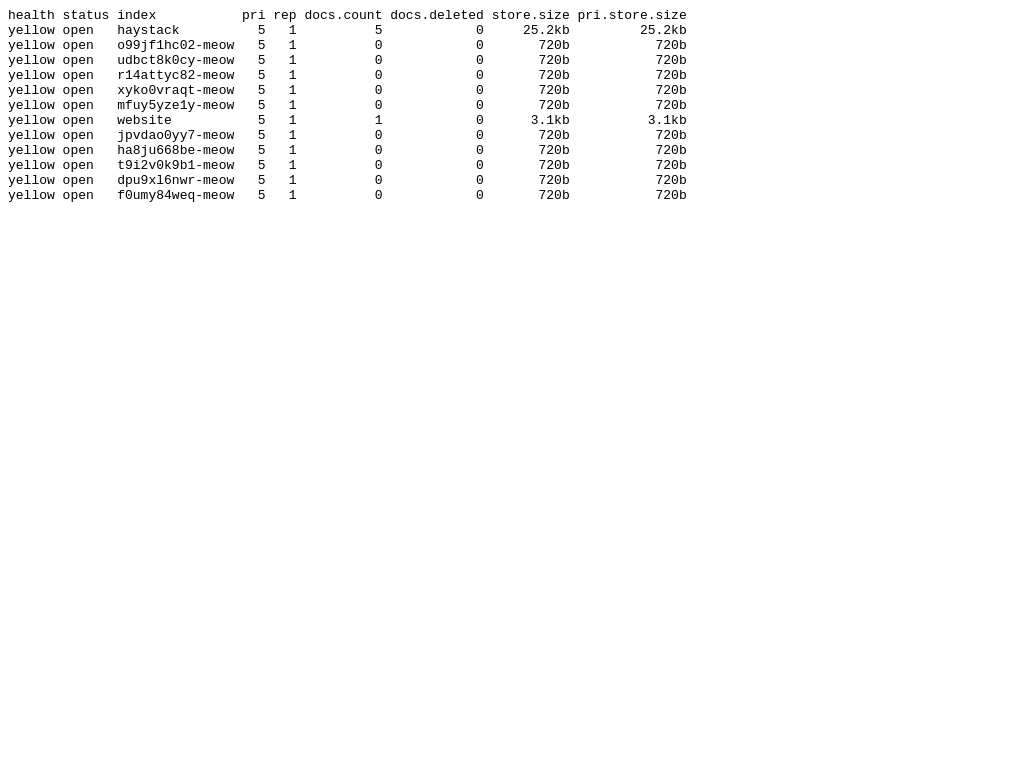 health status index           pri rep docs.count docs.deleted store.size pri.store.size
yellow open   haystack          5   1          5            0     25.2kb         25.2kb
yellow open   o99jf1hc02-meow   5   1          0            0       720b           720b
yellow open   udbct8k0cy-meow   5   1          0            0       720b           720b
yellow open   r14attyc82-meow   5   1          0            0       720b           720b
yellow open   xyko0vraqt-meow   5   1          0            0       720b           720b
yellow open   mfuy5yze1y-meow   5   1          0            0       720b           720b
yellow open   website           5   1          1            0      3.1kb          3.1kb
yellow open   jpvdao0yy7-meow   5   1          0            0       720b           720b
yellow open   ha8ju668be-meow   5   1          0            0       720b           720b
yellow open   t9i2v0k9b1-meow   5   1          0            0       720b           720b
yellow open   dpu9xl6nwr-meow   5   1          0            0       720b           720b
yellow open   f0umy84weq-meow   5   1          0            0       720b           720b